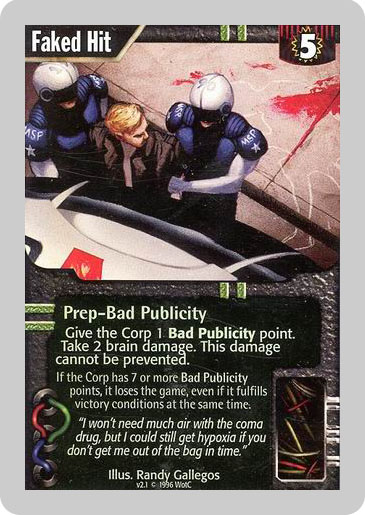 Faked Hit
5
MSP
MSP
Prep-Bad Publicity
Give the Corp 1 Bad Publicity point.
Take 2 brain damage. This damage
cannot be prevented.
If the Corp has 7 or more Bad Publicity
points, it loses the game, even if it fulfills
victory conditions at the same time.
"I won't need much air with the coma
drug, but I could still get hypoxia if you
don't get me out of the bag in time."
Illus. Randy Gallegos
v2.1 © 1996 WotC